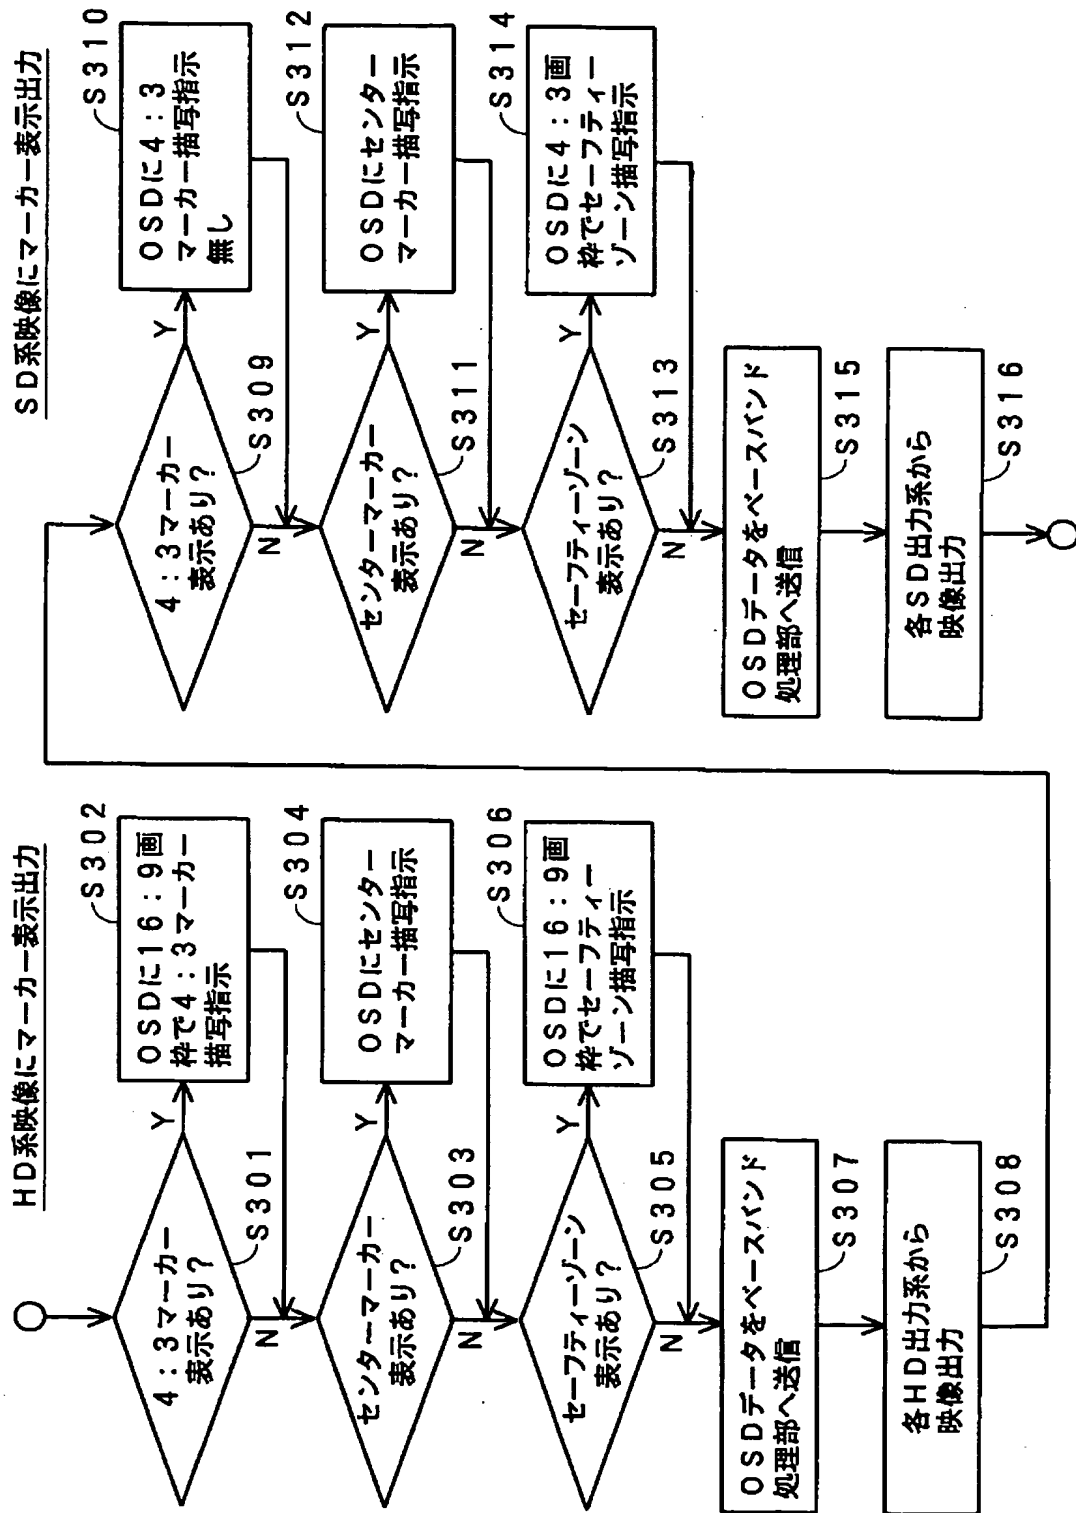 HD系映像にマーカー表示出力
4:3マーカー
表示あり?
S301
Y
N
OSDに16:9画
枠で4:3マーカー
描写指示
S302
センターマーカー
表示あり?
S303
Y
N
OSDにセンター
マーカー描写指示
S304
セーフティーゾーン
表示あり?
S305
Y
N
OSDに16:9画
枠でセーフティー
ゾーン描写指示
S306
OSDデータをベースバンド
処理部へ送信
S307
各HD出力系から
映像出力
S308
SD系映像にマーカー表示出力
4:3マーカー
表示あり?
S309
Y
N
OSDに4:3
マーカー描写指示
無し
S310
センターマーカー
表示あり?
S311
Y
N
OSDにセンター
マーカー描写指示
S312
セーフティーゾーン
表示あり?
S313
Y
N
OSDに4:3画
枠でセーフティー
ゾーン描写指示
S314
OSDデータをベースバンド
処理部へ送信
S315
各SD出力系から
映像出力
S316